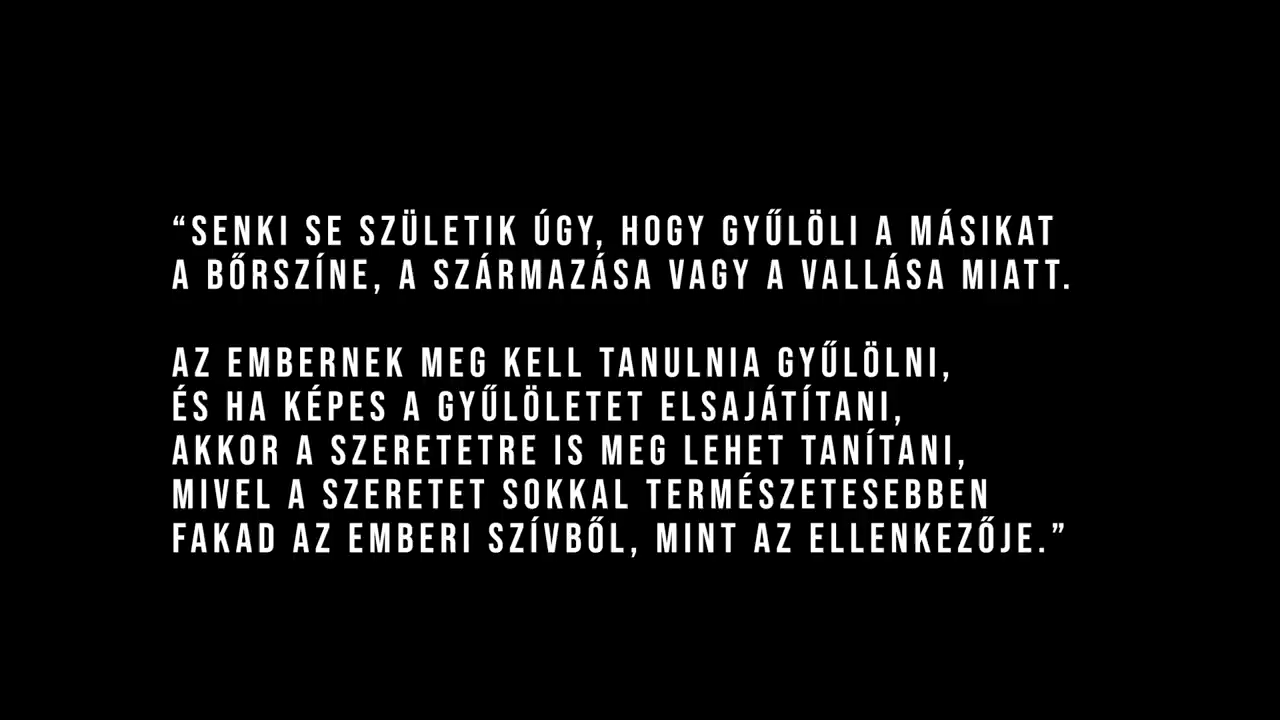 “SENKI SE SZÜLETIK ÚGY, HOGY GYŰLÖLI A MÁSIKAT
A BŐRSZÍNE, A SZÁRMAZÁSA VAGY A VALLÁSA MIATT.
AZ EMBERNEK MEG KELL TANULNIA GYŰLÖLNI,
ÉS HA KÉPES A GYŰLÖLETET ELSAJÁTÍTANI,
AKKOR A SZERETETRE IS MEG LEHET TANÍTANI,
MIVEL A SZERETET SOKKAL TERMÉSZETESEBBEN
FAKAD AZ EMBERI SZÍVBŐL, MINT AZ ELLENKEZŐJE.”